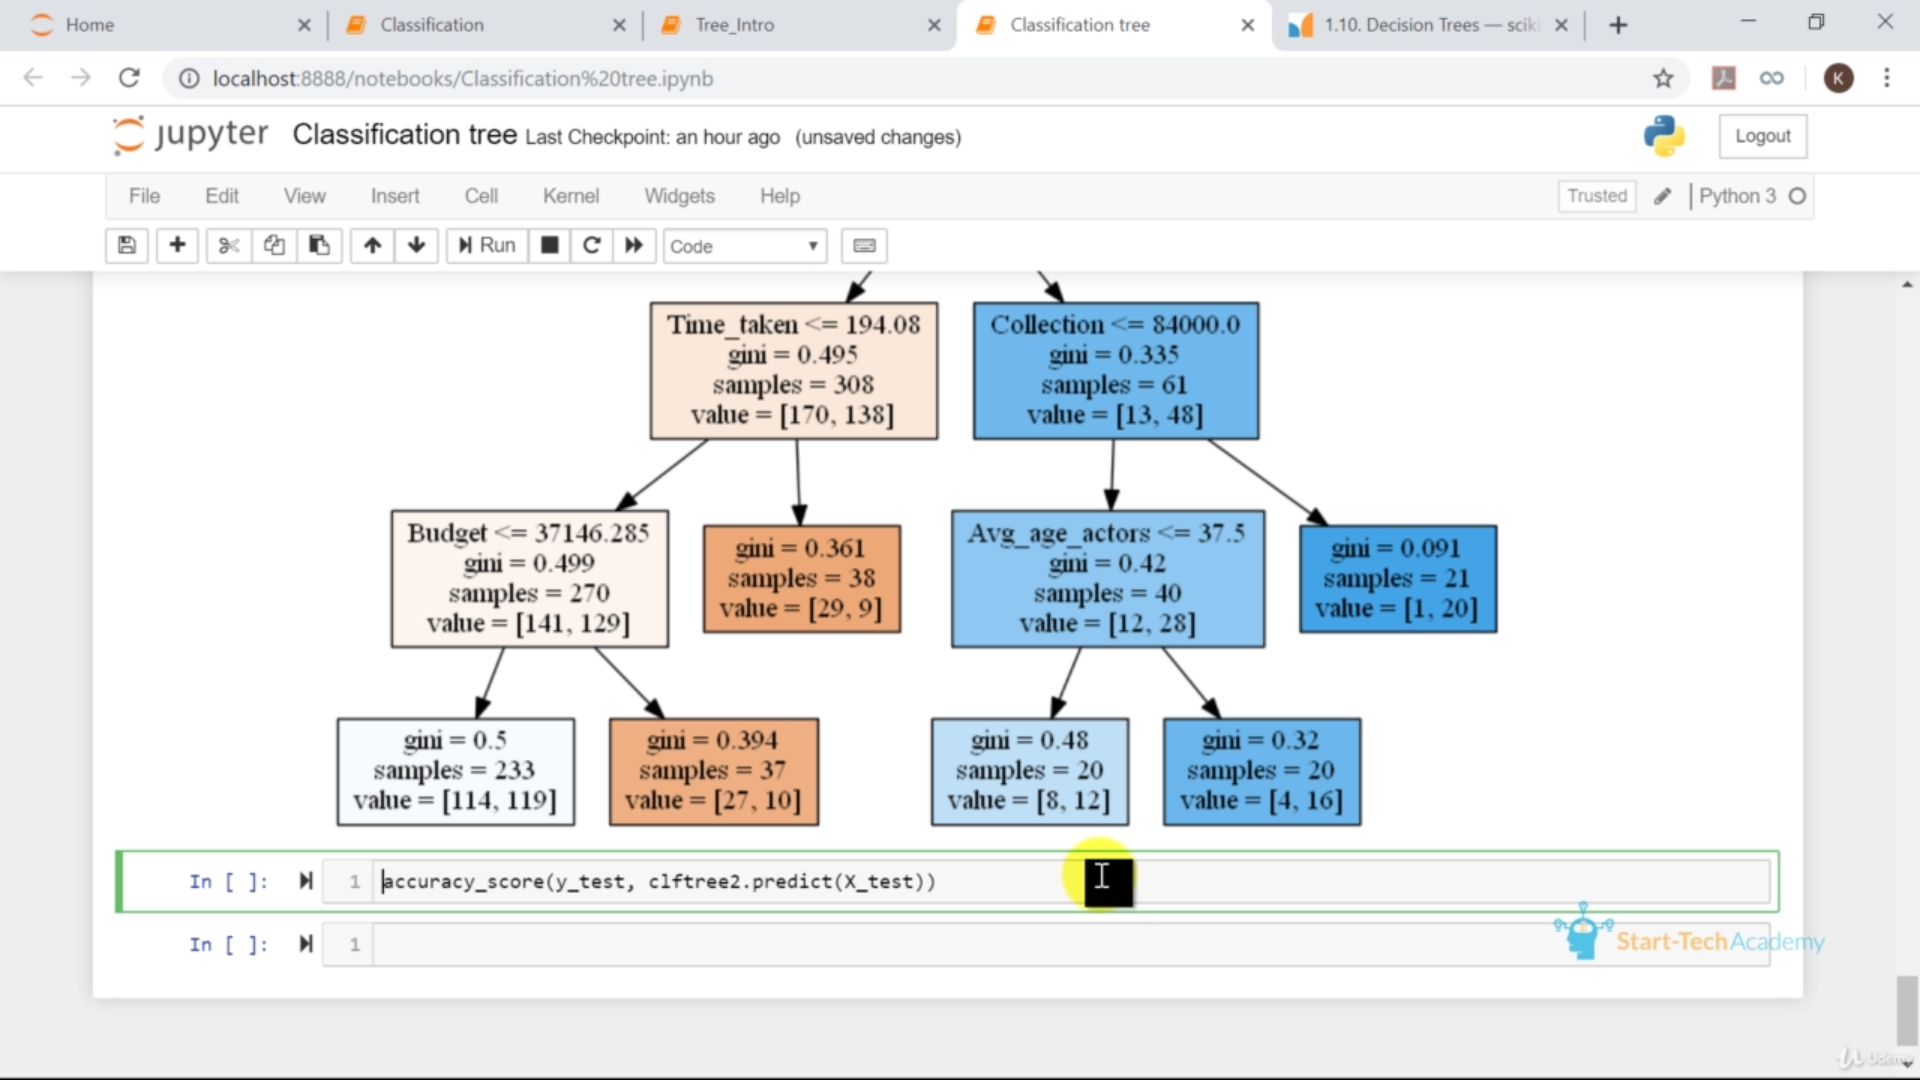 Home
Classification
Tree_Intro
Classification tree
1.10. Decision Trees — sciki
localhost:8888/notebooks/Classification%20tree.ipynb
K
jupyter Classification tree Last Checkpoint: an hour ago (unsaved changes)
Logout
File Edit View Insert Cell Kernel Widgets Help
Trusted
Python 3
Run
Code
Time_taken <= 194.08
gini = 0.495
samples = 308
value = [170, 138]
Collection <= 84000.0
gini = 0.335
samples = 61
value = [13, 48]
Budget <= 37146.285
gini = 0.499
samples = 270
value = [141, 129]
gini = 0.361
samples = 38
value = [29, 9]
Avg_age_actors <= 37.5
gini = 0.42
samples = 40
value = [12, 28]
gini = 0.091
samples = 21
value = [1, 20]
gini = 0.5
samples = 233
value = [114, 119]
gini = 0.394
samples = 37
value = [27, 10]
gini = 0.48
samples = 20
value = [8, 12]
gini = 0.32
samples = 20
value = [4, 16]
In [ ]: 1 accuracy_score(y_test, clftree2.predict(X_test))
In [ ]: 1
Start-TechAcademy
Udemy